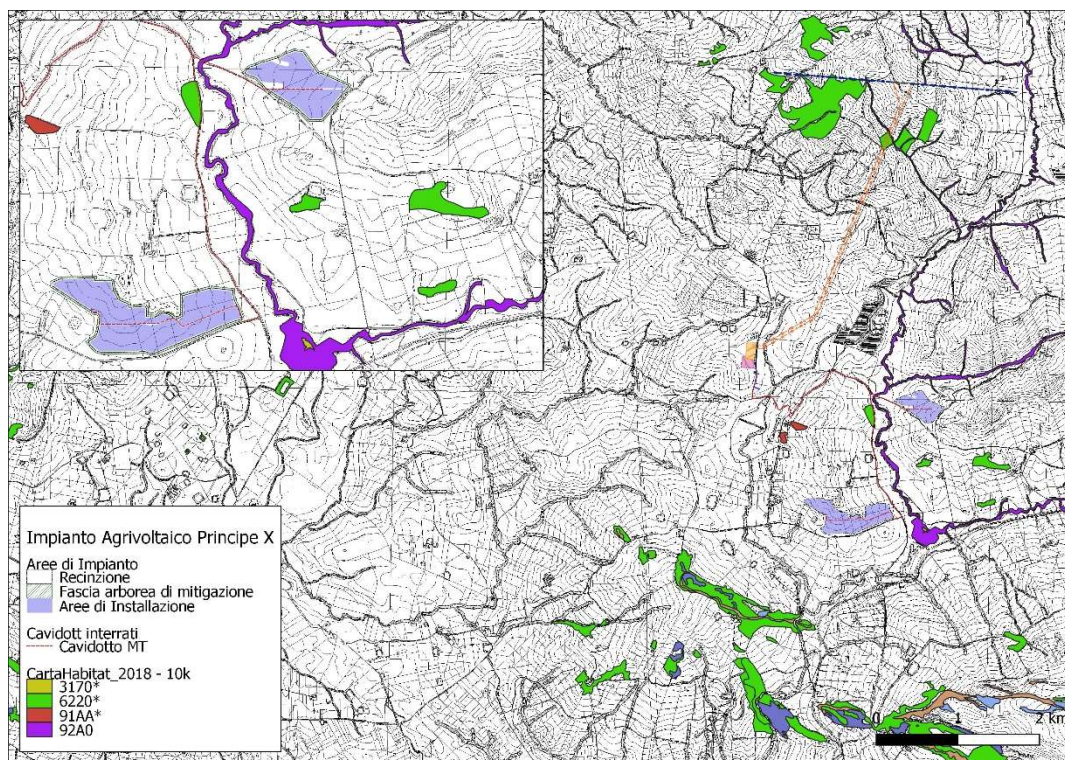 Impianto Agrivoltaico Principe X
Aree di Impianto
Recinzione
Fascia arborea di mitigazione
Aree di Installazione
Cavidott interrati
Cavidotto MT
CartaHabitat_2018 - 10k
3170*
6220*
91AA*
92A0
0 1 2 km